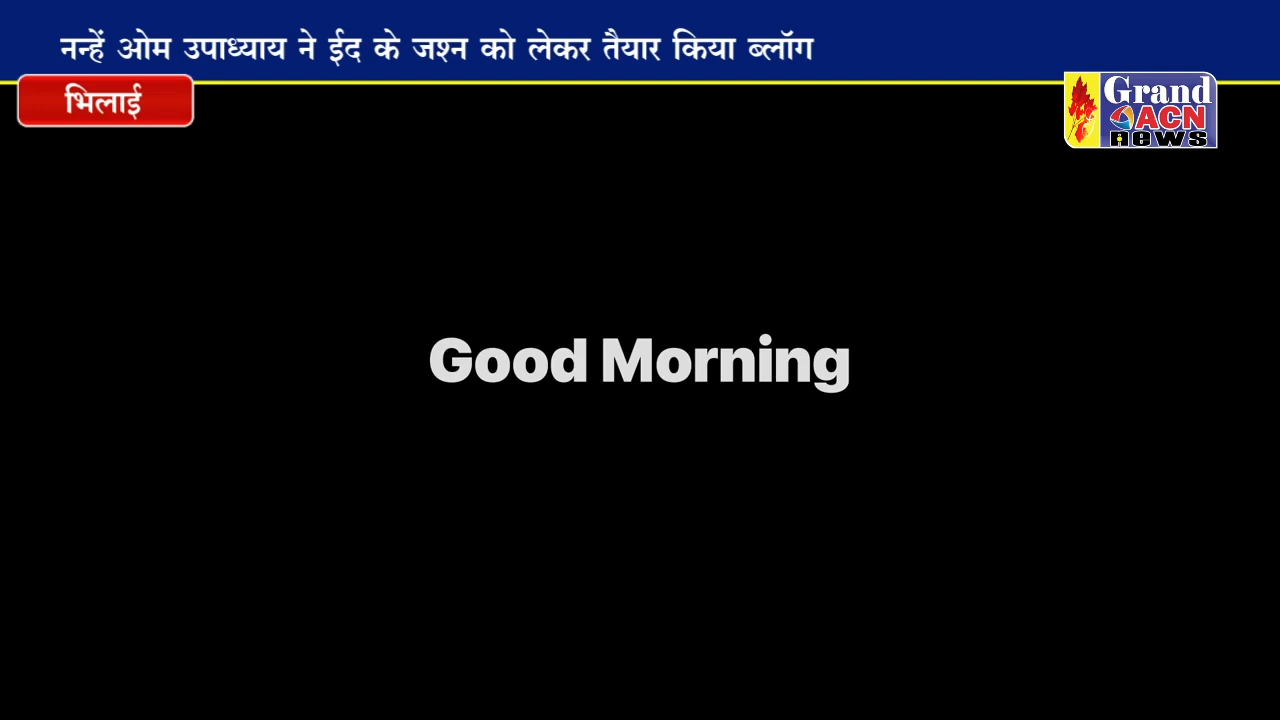 नन्हें ओम उपाध्याय ने ईद के जश्न को लेकर तैयार किया ब्लॉग
भिलाई
Grand
ACN
news
Good Morning